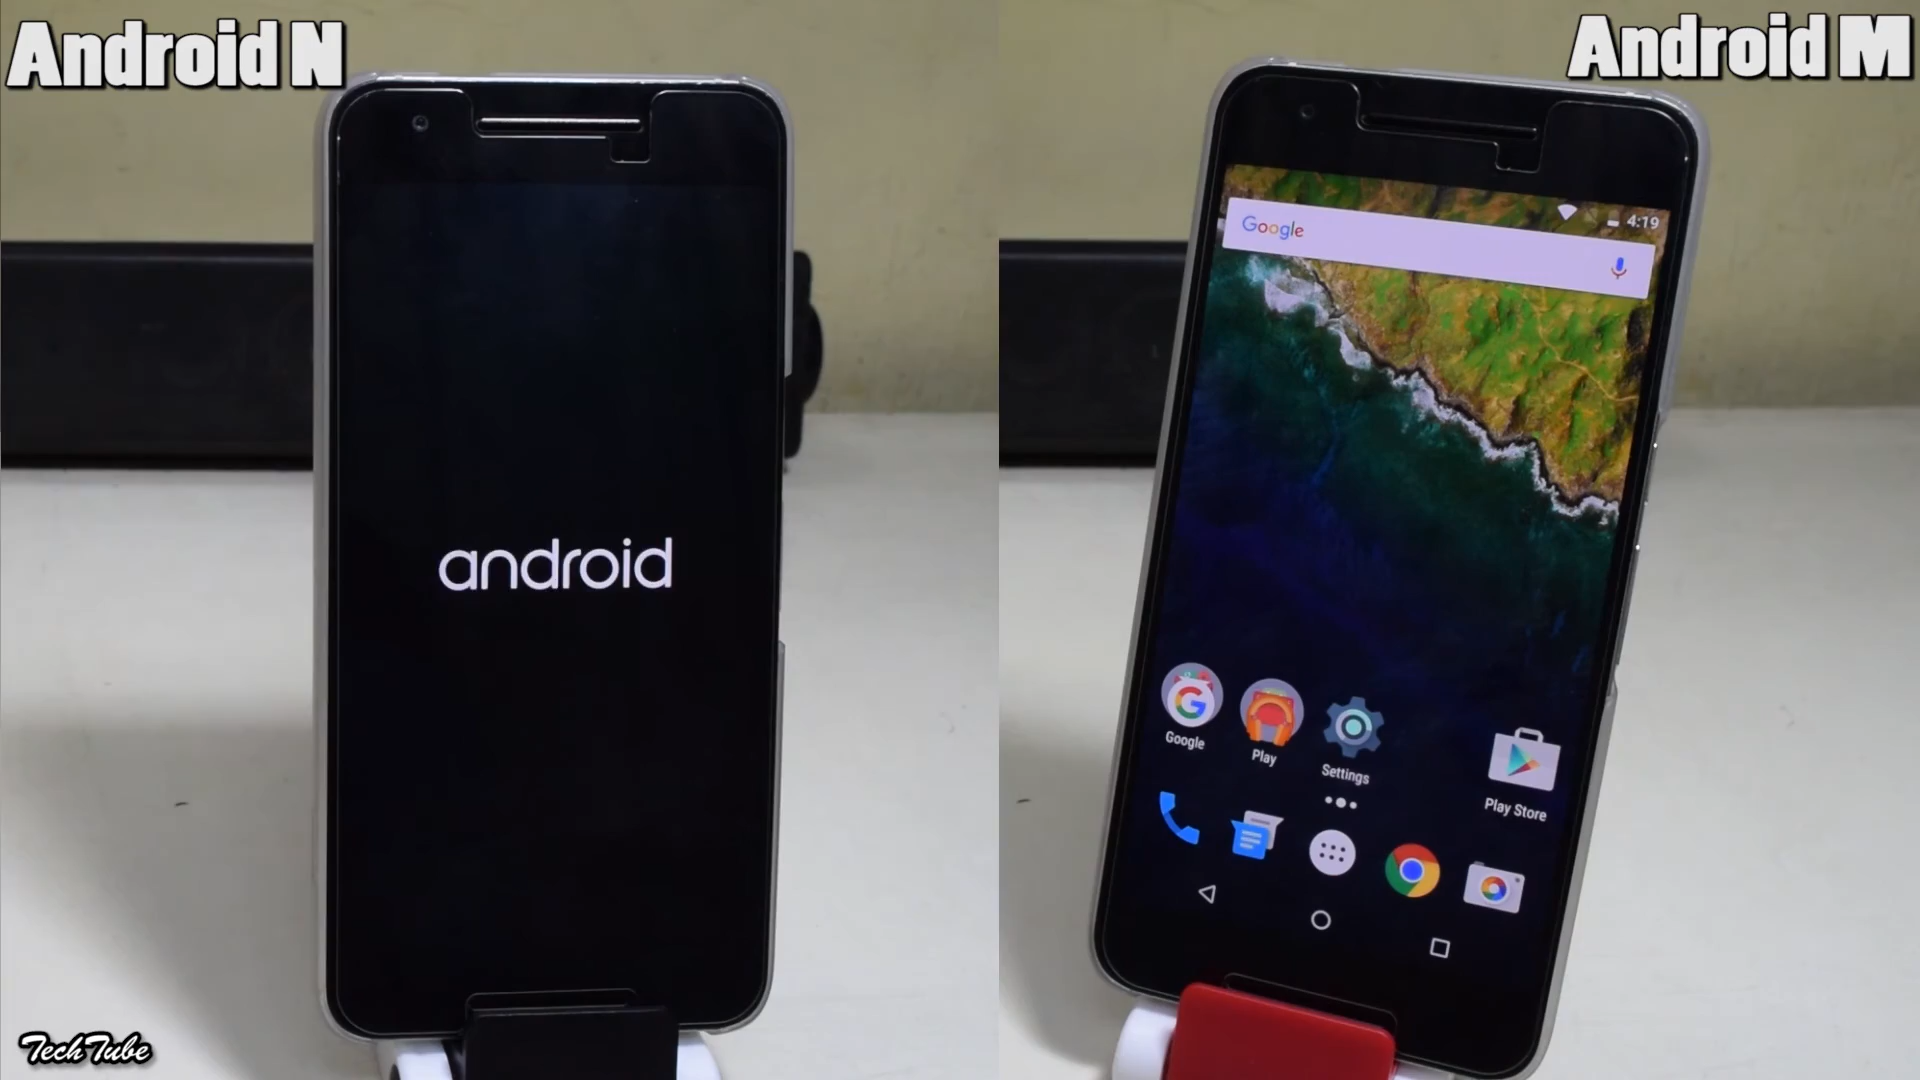 Android N
Android M
4:19
Google
android
Google
Play
Settings
Play Store
TechTube